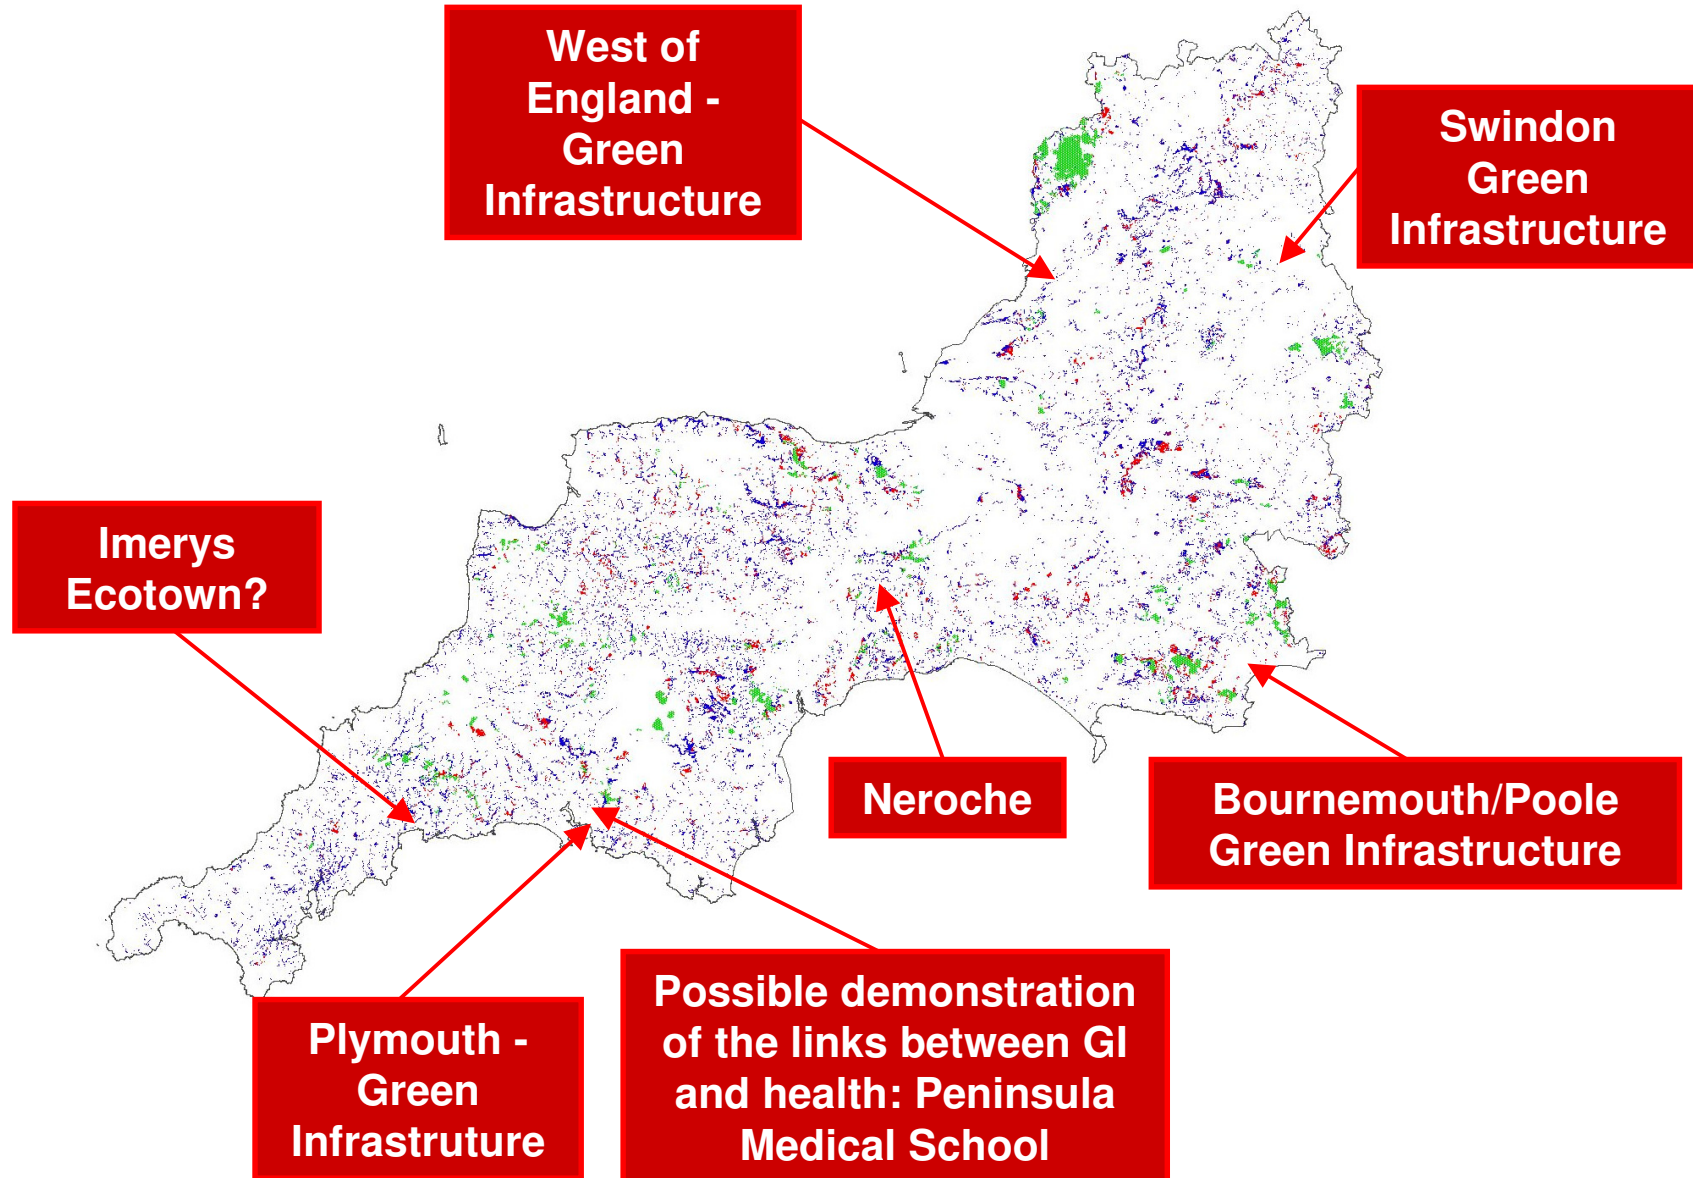 West of
England -
Green
Infrastructure
Swindon
Green
Infrastructure
Imerys
Ecotown?
Neroche
Bournemouth/Poole
Green Infrastructure
Plymouth -
Green
Infrastruture
Possible demonstration
of the links between GI
and health: Peninsula
Medical School